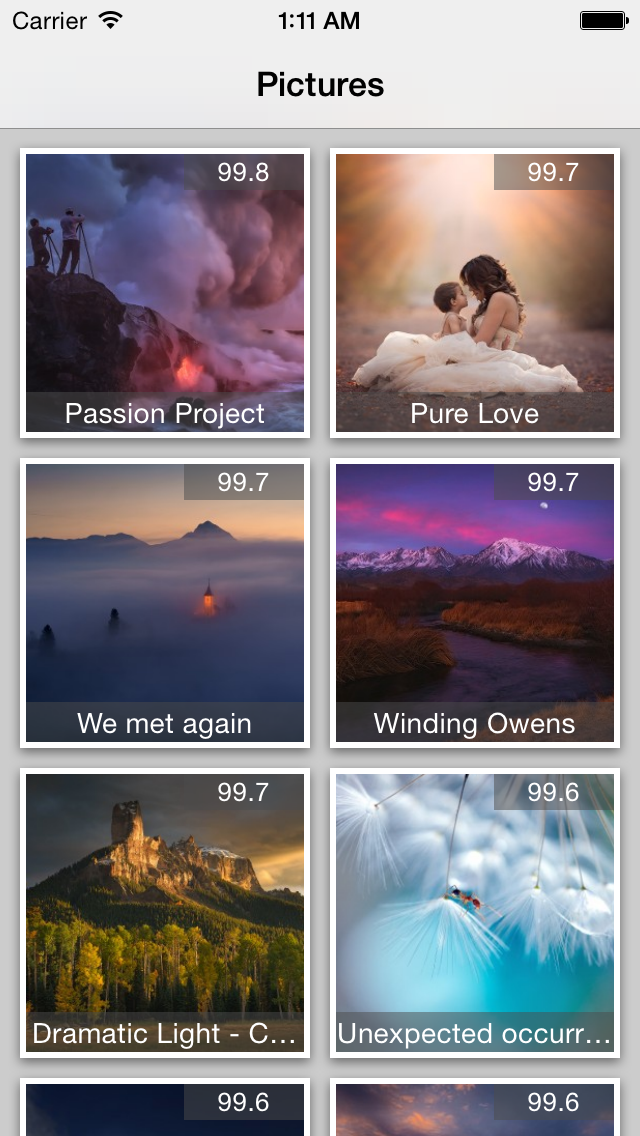 Carrier 1:11 AM
Pictures
99.8
99.7
Passion Project
Pure Love
99.7
99.7
We met again
Winding Owens
99.7
99.6
Dramatic Light - C...
Unexpected occurr...
99.6
99.6